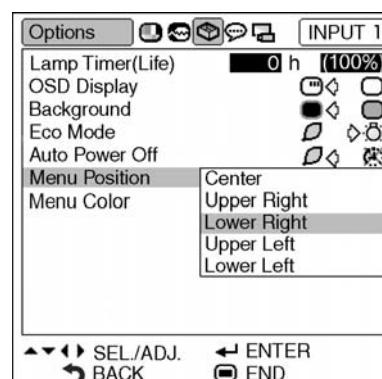 Options INPUT 1
Lamp Timer(Life) 0 h (100%)
OSD Display
Background
Eco Mode
Auto Power Off
Menu Position Center
Menu Color Upper Right
Lower Right
Upper Left
Lower Left
SEL./ADJ. ENTER
BACK END